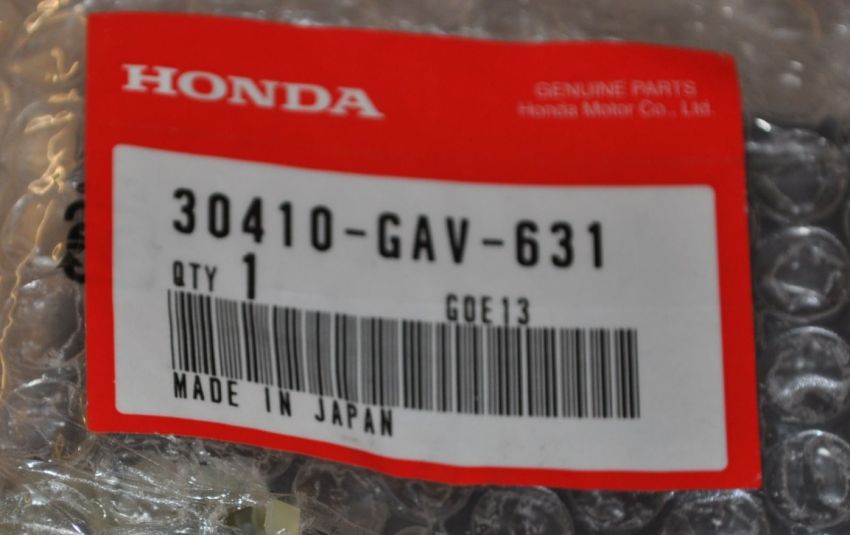 HONDA
GENUINE PARTS
Honda Motor Co., Ltd.
30410-GAV-631
QTY 1
G0E13
MADE IN JAPAN